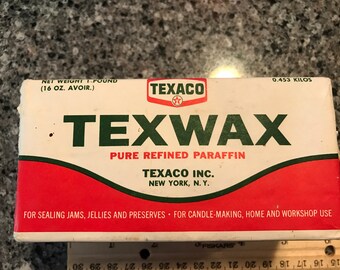 NET WEIGHT 1 POUND
(16 OZ. AVOIR.)
TEXACO
T
0.453 KILOS
TEXWAX
PURE REFINED PARAFFIN
TEXACO INC.
NEW YORK, N.Y.
FOR SEALING JAMS, JELLIES AND PRESERVES • FOR CANDLE-MAKING, HOME AND WORKSHOP USE